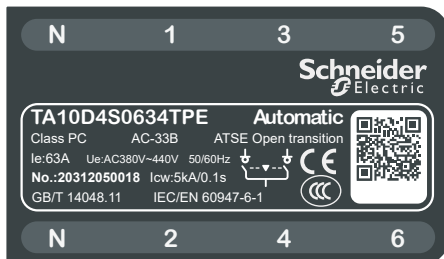 N 1 3 5
Schneider
Electric
TA10D4S0634TPE Automatic
Class PC AC-33B ATSE Open transition
Ie:63A Ue:AC380V~440V 50/60Hz
No.:20312050018 Icw:5kA/0.1s
GB/T 14048.11 IEC/EN 60947-6-1
CE
CCC
N 2 4 6